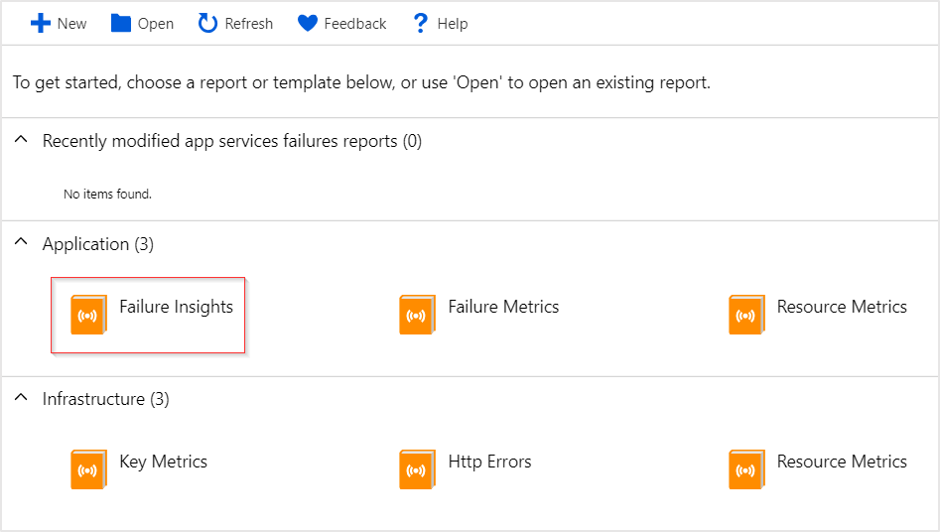 New Open Refresh Feedback ? Help
To get started, choose a report or template below, or use 'Open' to open an existing report.
Recently modified app services failures reports (0)
No items found.
Application (3)
Failure Insights Failure Metrics Resource Metrics
Infrastructure (3)
Key Metrics Http Errors Resource Metrics